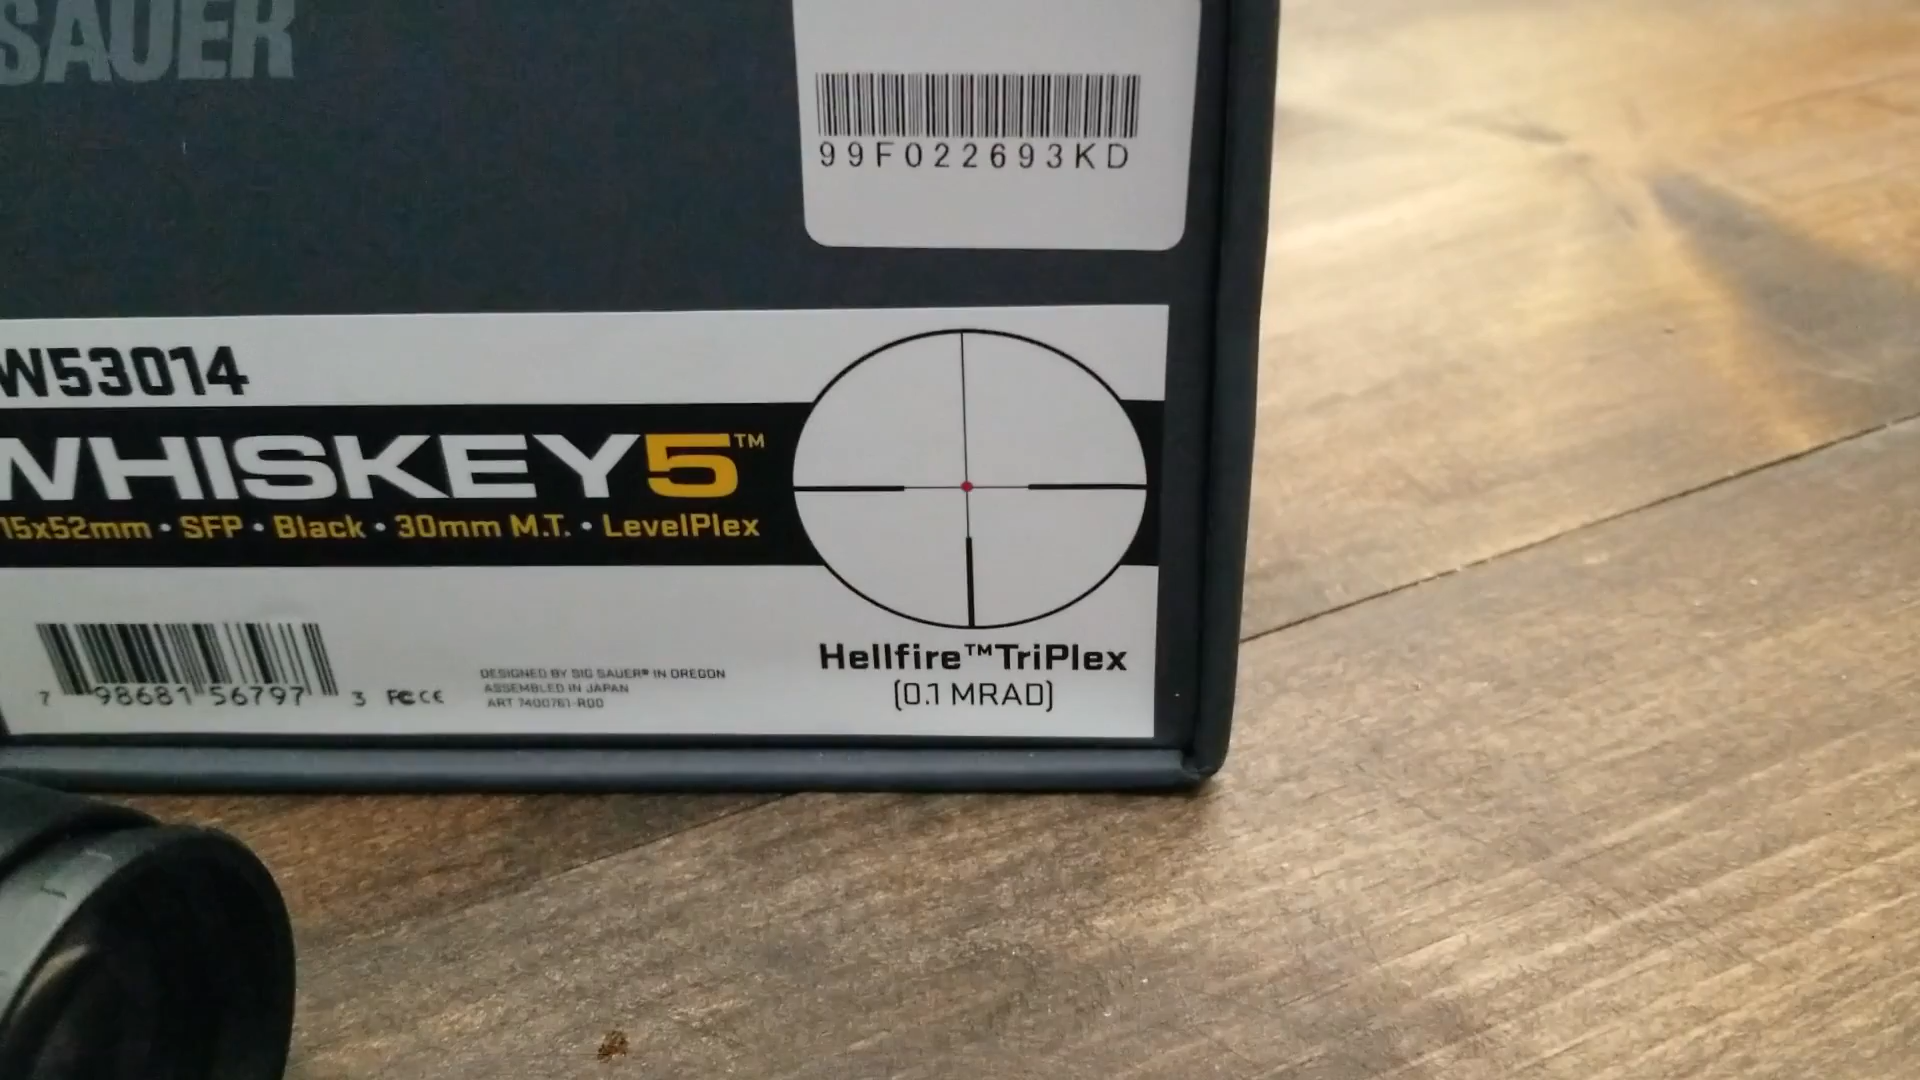 SAUER
99F022693KD
W53014
WHISKEY5™
15x52mm • SFP • Black • 30mm M.T. • LevelPlex
7 98681 56797 3 FC CE
DESIGNED BY SIG SAUER® IN OREGON
ASSEMBLED IN JAPAN
ART 7400761-R00
Hellfire™TriPlex
(0.1 MRAD)